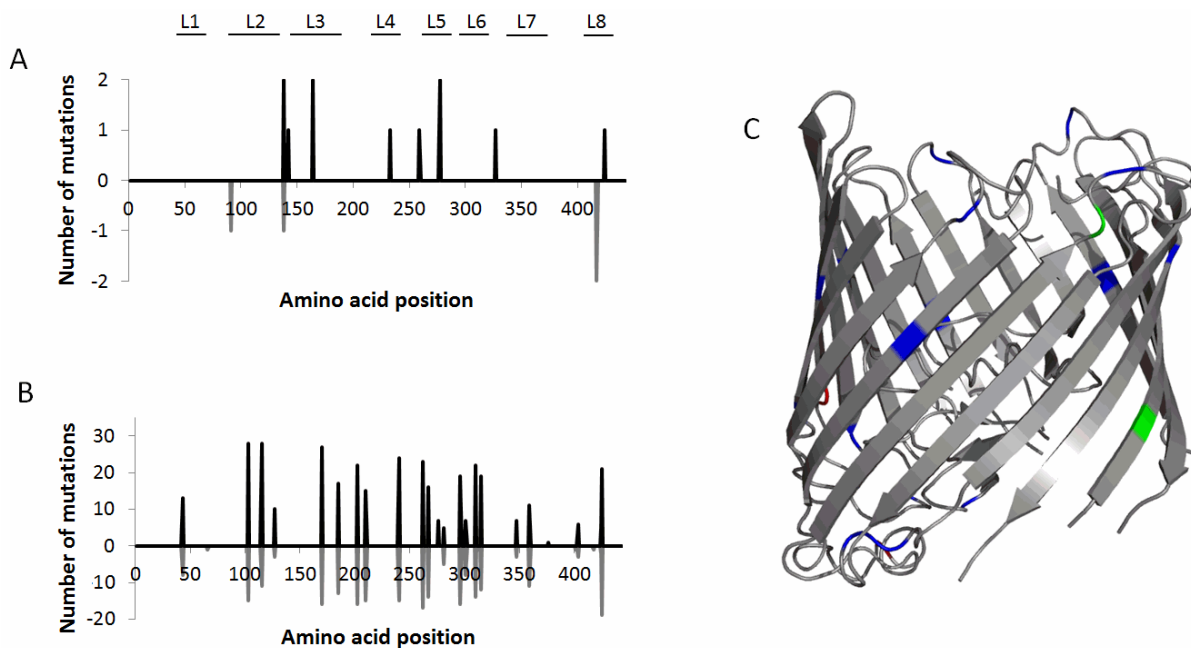 L1 L2 L3 L4 L5 L6 L7 L8
A
Number of mutations
2
1
0
-1
-2
0 50 100 150 200 250 300 350 400
Amino acid position
B
Number of mutations
30
20
10
0
-10
-20
0 50 100 150 200 250 300 350 400
Amino acid position
C